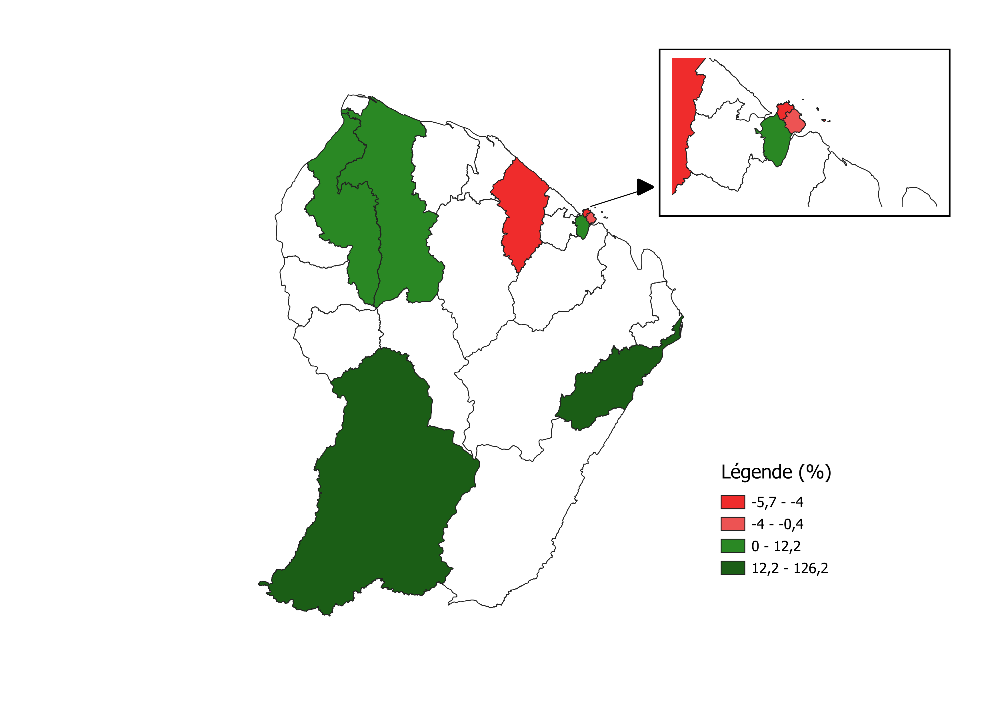 Légende (%)
-5,7 - -4
-4 - -0,4
0 - 12,2
12,2 - 126,2